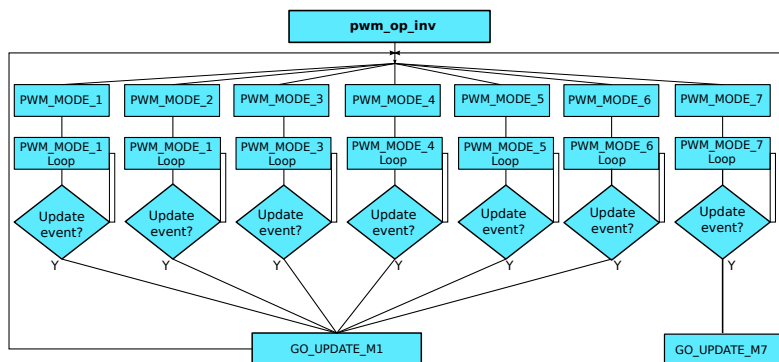 pwm_op_inv
PWM_MODE_1 PWM_MODE_2 PWM_MODE_3 PWM_MODE_4 PWM_MODE_5 PWM_MODE_6 PWM_MODE_7
PWM_MODE_1 PWM_MODE_1 PWM_MODE_3 PWM_MODE_4 PWM_MODE_5 PWM_MODE_6 PWM_MODE_7
Loop Loop Loop Loop Loop Loop Loop
Update Update Update Update Update Update Update
event? event? event? event? event? event? event?
Y Y Y Y Y Y Y
GO_UPDATE_M1 GO_UPDATE_M7